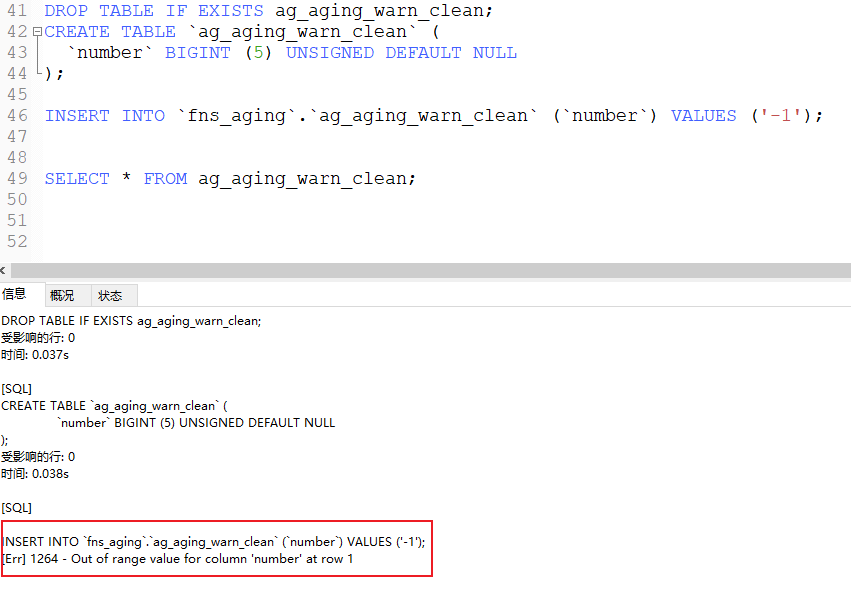 41 DROP TABLE IF EXISTS ag_aging_warn_clean;
42 CREATE TABLE `ag_aging_warn_clean` (
43 `number` BIGINT (5) UNSIGNED DEFAULT NULL
44 );
45
46 INSERT INTO `fns_aging`.`ag_aging_warn_clean` (`number`) VALUES ('-1');
47
48
49 SELECT * FROM ag_aging_warn_clean;
50
51
52
信息 概况 状态
DROP TABLE IF EXISTS ag_aging_warn_clean;
受影响的行: 0
时间: 0.037s
[SQL]
CREATE TABLE `ag_aging_warn_clean` (
`number` BIGINT (5) UNSIGNED DEFAULT NULL
);
受影响的行: 0
时间: 0.038s
[SQL]
INSERT INTO `fns_aging`.`ag_aging_warn_clean` (`number`) VALUES ('-1');
[Err] 1264 - Out of range value for column 'number' at row 1